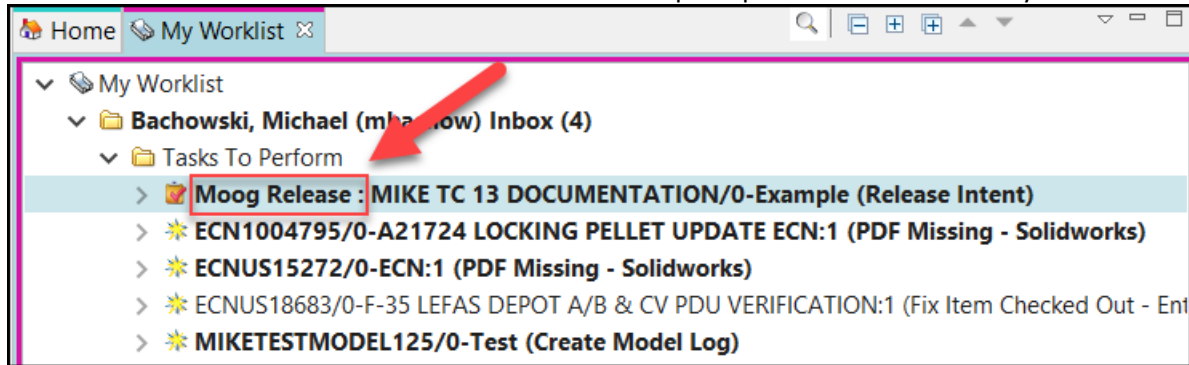 Home My Worklist
My Worklist
Bachowski, Michael (mb how) Inbox (4)
Tasks To Perform
Moog Release : MIKE TC 13 DOCUMENTATION/0-Example (Release Intent)
ECN1004795/0-A21724 LOCKING PELLET UPDATE ECN:1 (PDF Missing - Solidworks)
ECNUS15272/0-ECN:1 (PDF Missing - Solidworks)
ECNUS18683/0-F-35 LEFAS DEPOT A/B & CV PDU VERIFICATION:1 (Fix Item Checked Out - Ent
MIKETESTMODEL125/0-Test (Create Model Log)